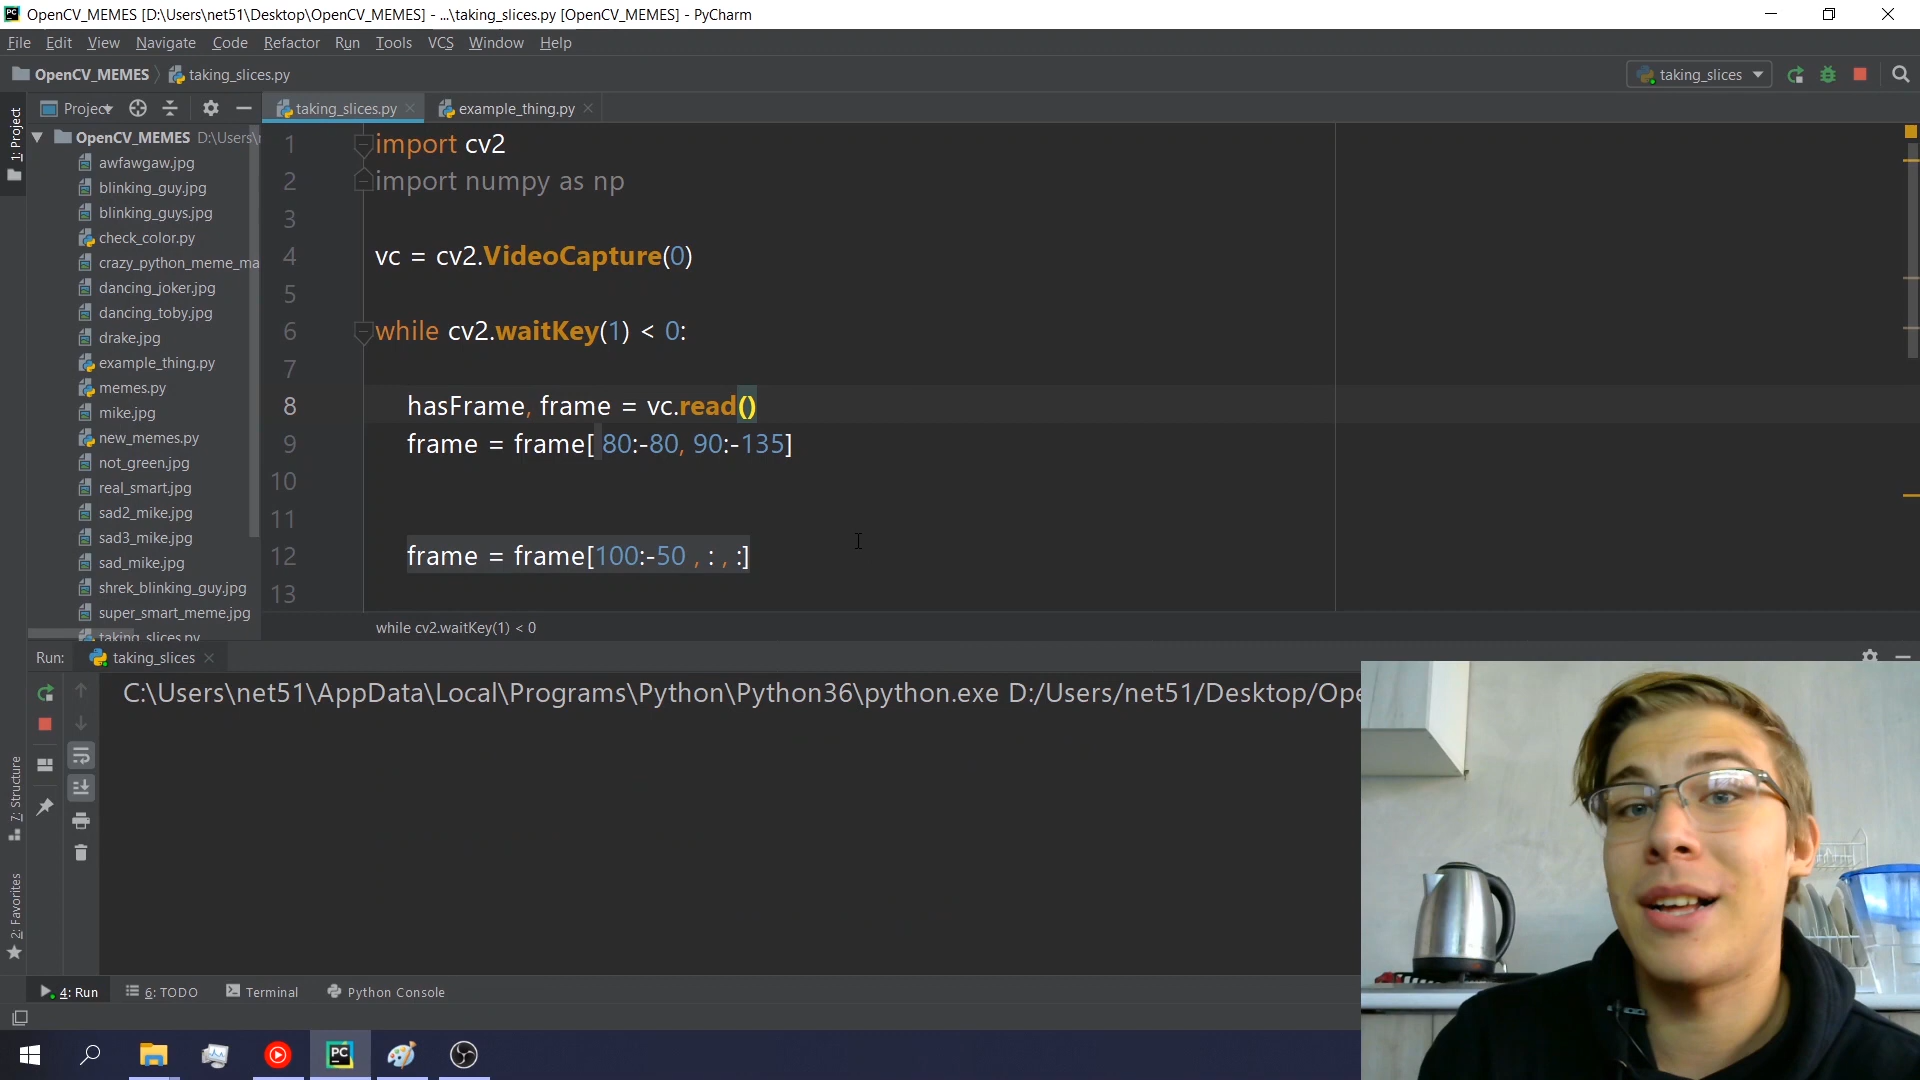 OpenCV_MEMES [D:\Users\net51\Desktop\OpenCV_MEMES] - ...\taking_slices.py [OpenCV_MEMES] - PyCharm
File Edit View Navigate Code Refactor Run Tools VCS Window Help
OpenCV_MEMES taking_slices.py
taking_slices
Project
taking_slices.py
example_thing.py
1: Project
OpenCV_MEMES D:\Users\
awfawgaw.jpg
blinking_guy.jpg
blinking_guys.jpg
check_color.py
crazy_python_meme_ma
dancing_joker.jpg
dancing_toby.jpg
drake.jpg
example_thing.py
memes.py
mike.jpg
new_memes.py
not_green.jpg
real_smart.jpg
sad2_mike.jpg
sad3_mike.jpg
sad_mike.jpg
shrek_blinking_guy.jpg
super_smart_meme.jpg
taking_slices.py
1 import cv2
2 import numpy as np
3
4 vc = cv2.VideoCapture(0)
5
6 while cv2.waitKey(1) < 0:
7
8 hasFrame, frame = vc.read()
9 frame = frame[ 80:-80, 90:-135]
10
11
12 frame = frame[100:-50 , : , :]
13
while cv2.waitKey(1) < 0
Run: taking_slices
C:\Users\net51\AppData\Local\Programs\Python\Python36\python.exe D:/Users/net51/Desktop/Ope
7: Structure
2: Favorites
4: Run 6: TODO Terminal Python Console
PC